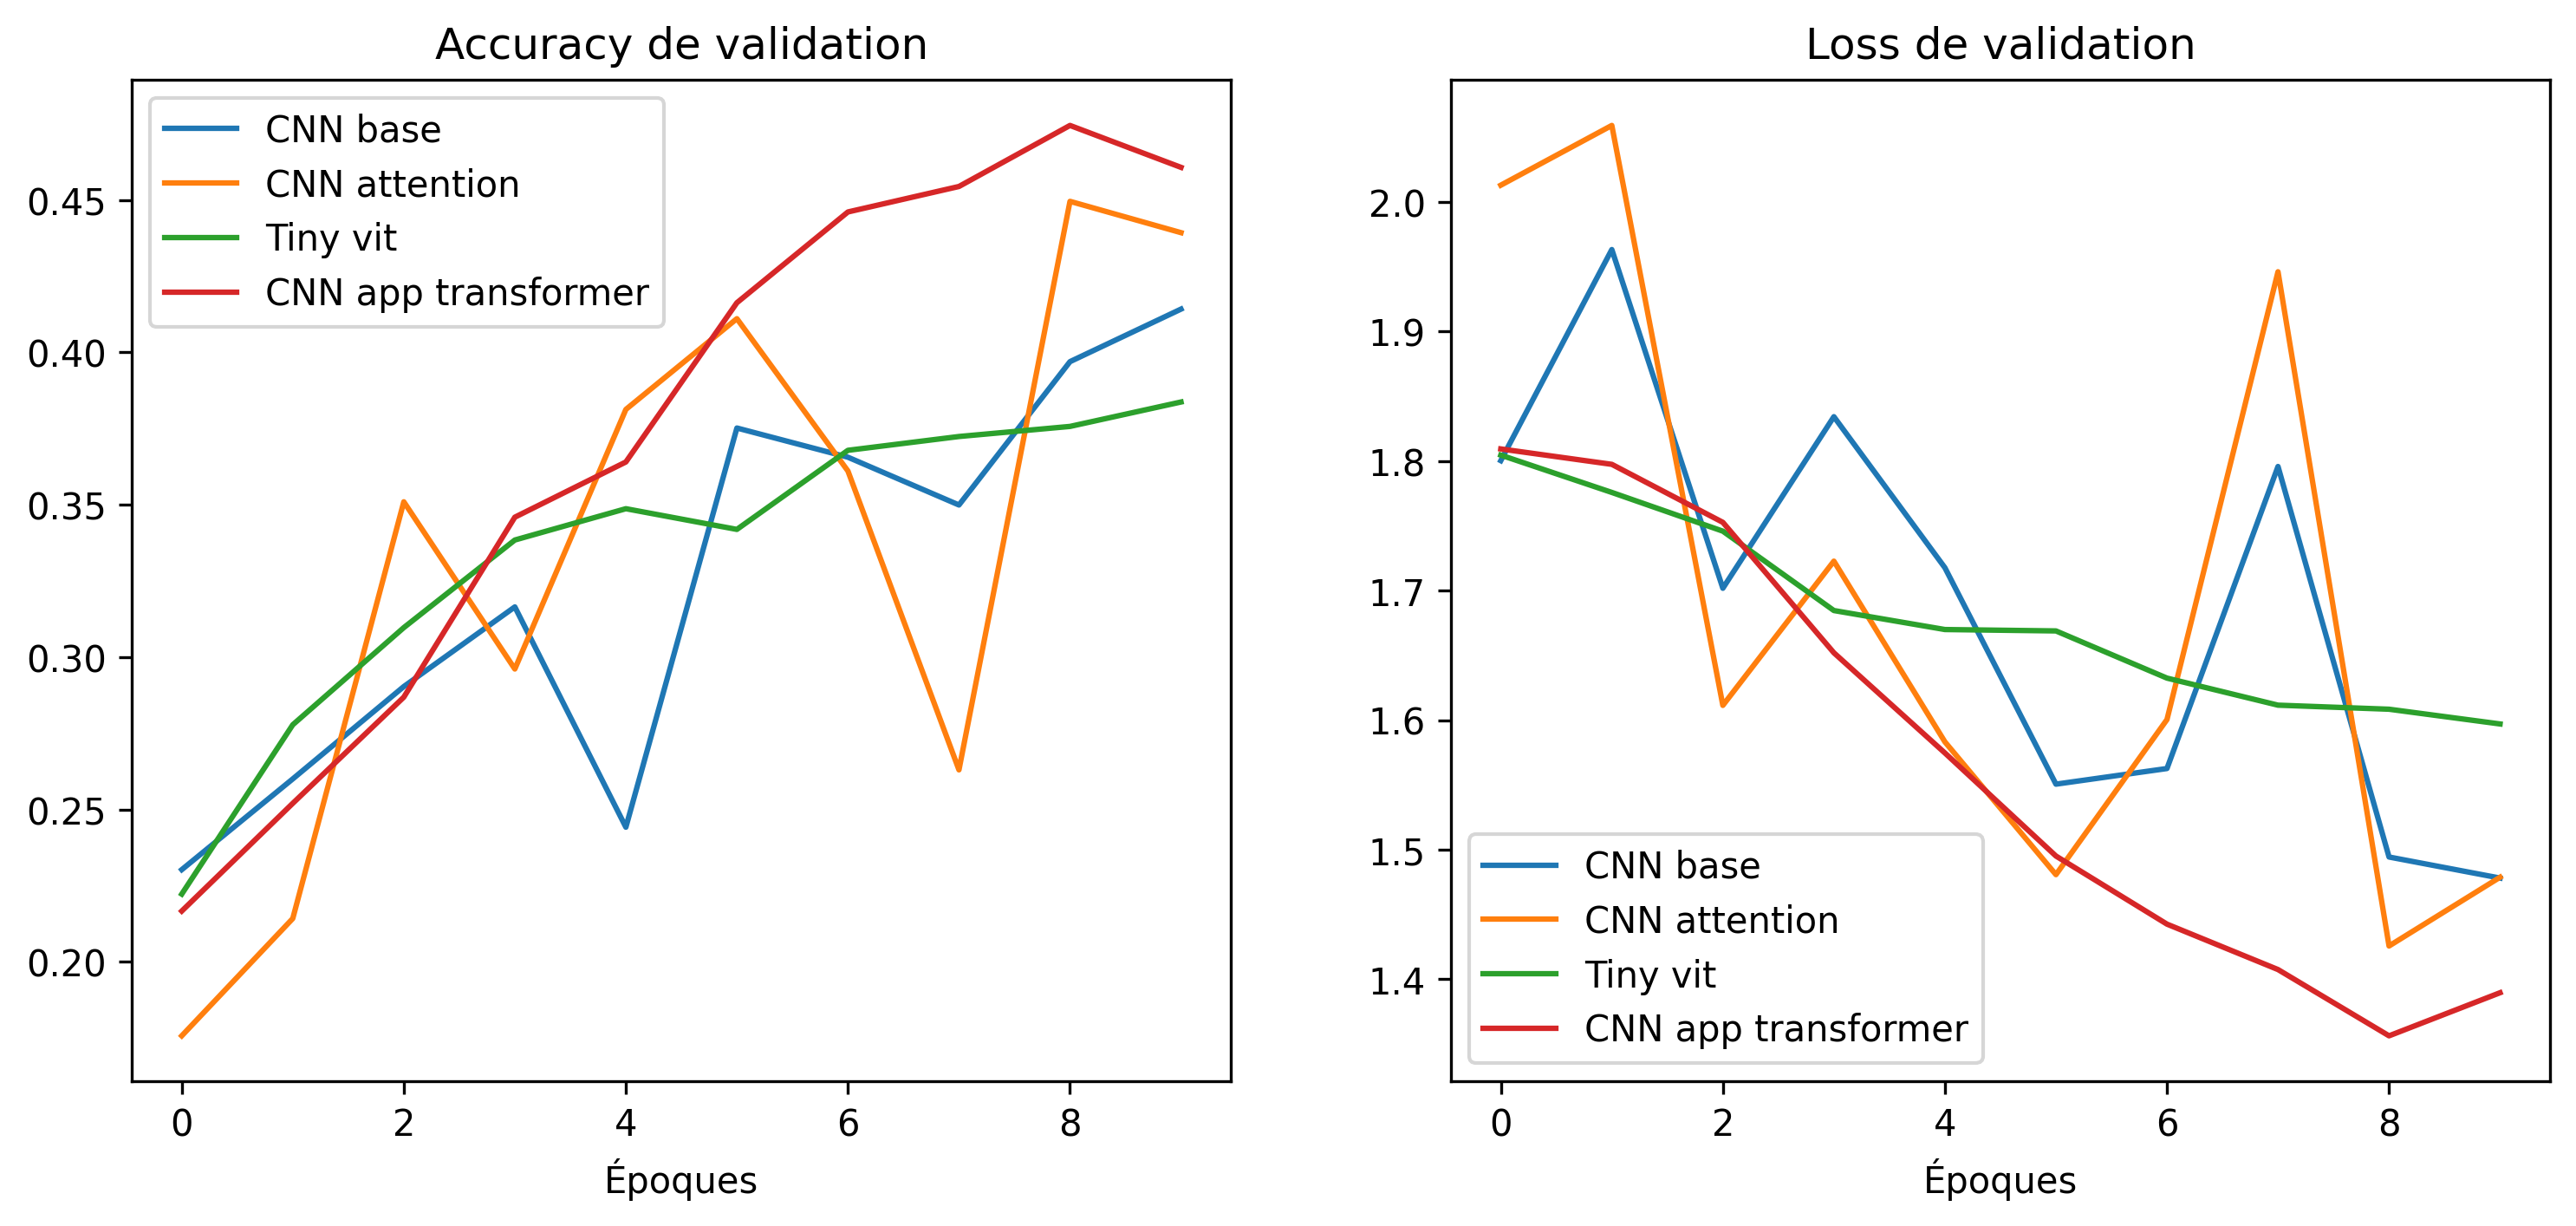 Accuracy de validation
CNN base
CNN attention
Tiny vit
CNN app transformer
0.45
0.40
0.35
0.30
0.25
0.20
0 2 4 6 8
Époques
Loss de validation
2.0
1.9
1.8
1.7
1.6
1.5
1.4
CNN base
CNN attention
Tiny vit
CNN app transformer
0 2 4 6 8
Époques